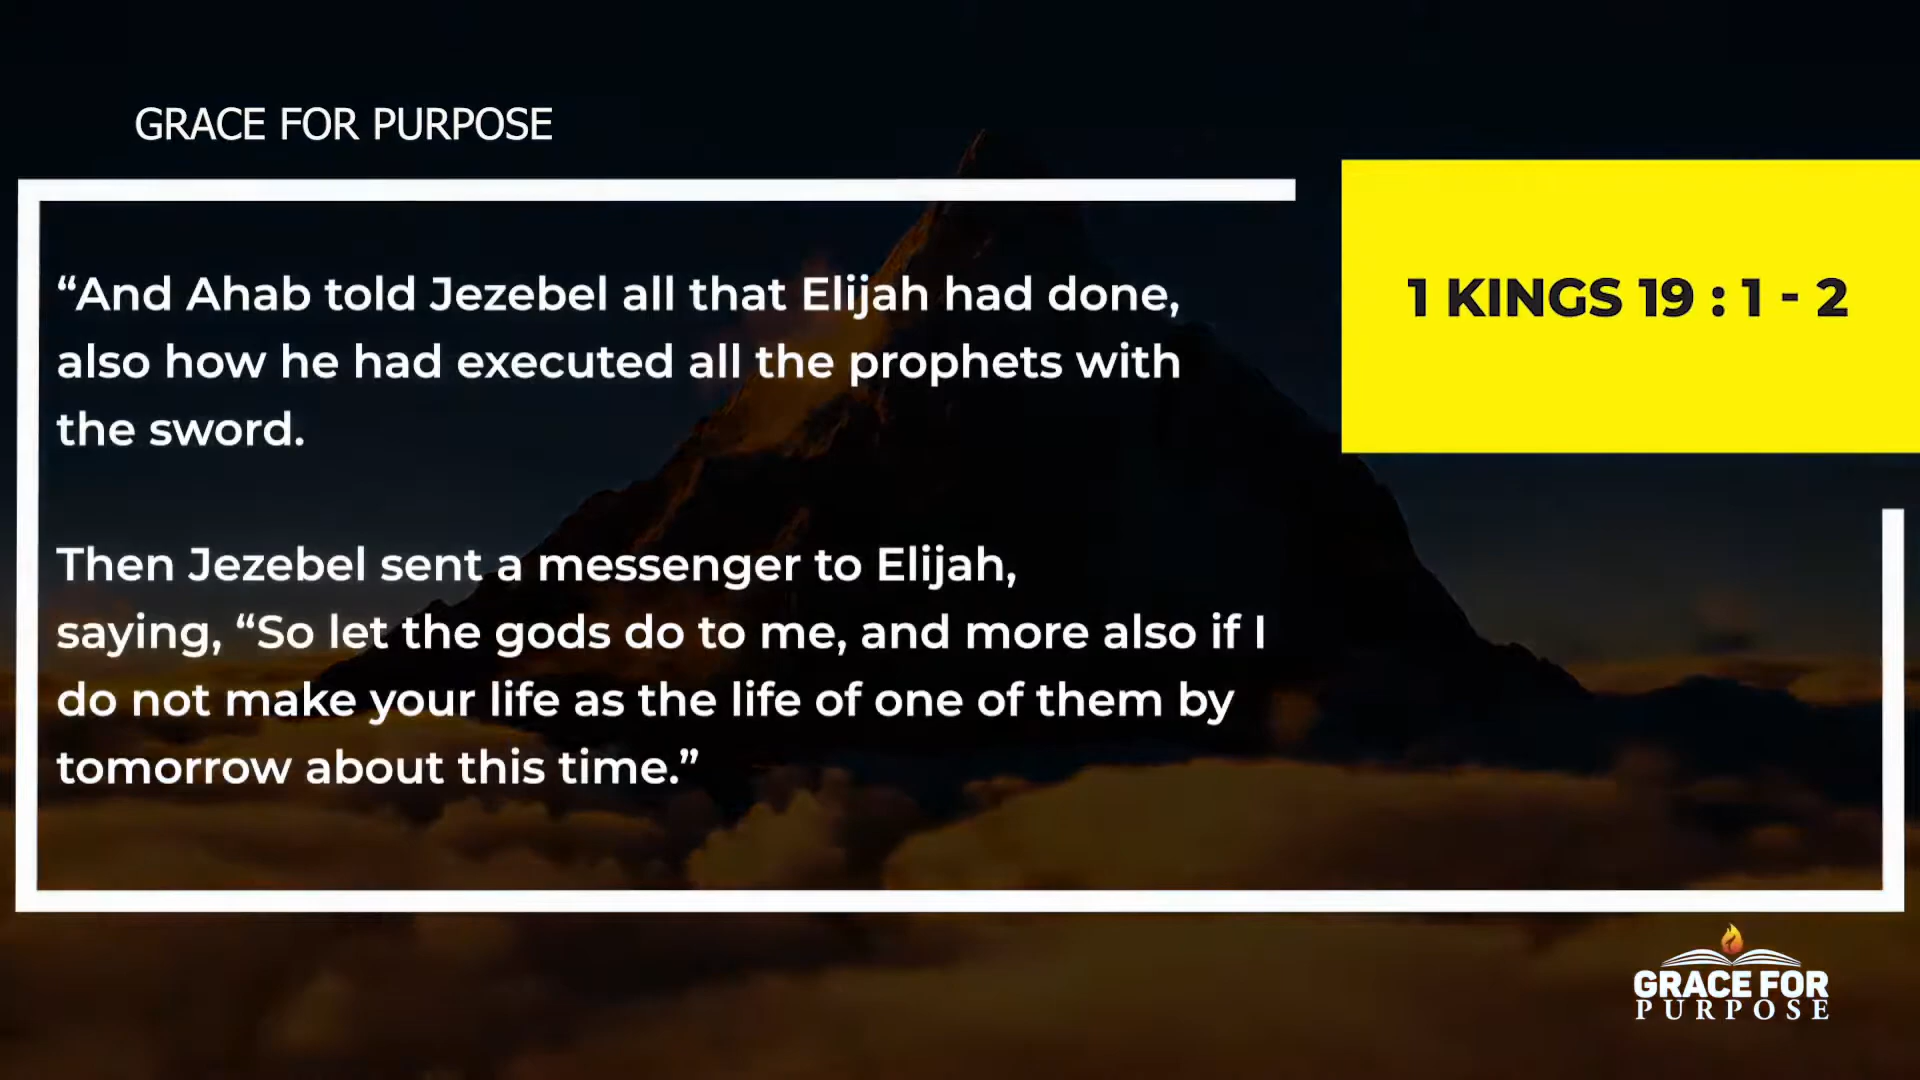 GRACE FOR PURPOSE
“And Ahab told Jezebel all that Elijah had done,
also how he had executed all the prophets with
the sword.
Then Jezebel sent a messenger to Elijah,
saying, “So let the gods do to me, and more also if I
do not make your life as the life of one of them by
tomorrow about this time.”
1 KINGS 19 : 1 - 2
GRACE FOR
PURPOSE